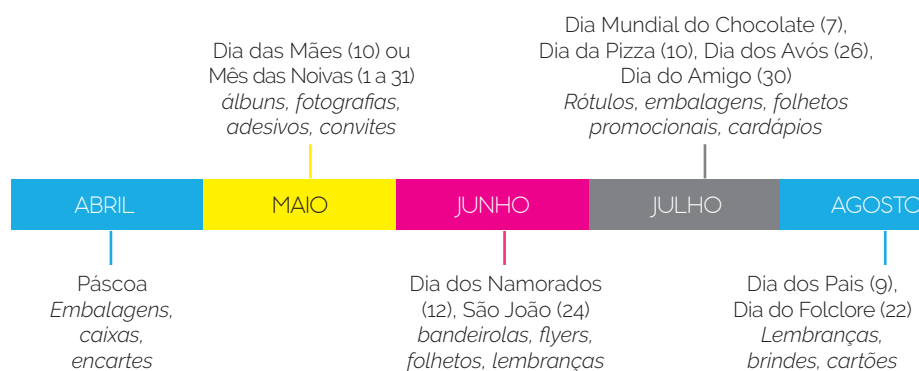 Dia das Mães (10) ou
Mês das Noivas (1 a 31)
álbuns, fotografias,
adesivos, convites
Dia Mundial do Chocolate (7),
Dia da Pizza (10), Dia dos Avós (26),
Dia do Amigo (30)
Rótulos, embalagens, folhetos
promocionais, cardápios
ABRIL
MAIO
JUNHO
JULHO
AGOSTO
Páscoa
Embalagens,
caixas,
encartes
Dia dos Namorados
(12), São João (24)
bandeirolas, flyers,
folhetos, lembranças
Dia dos Pais (9),
Dia do Folclore (22)
Lembranças,
brindes, cartões